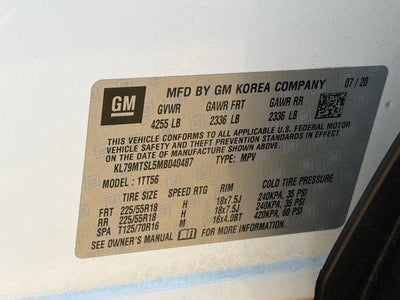 GM
MFD BY GM KOREA COMPANY 07/20
GVWR GAWR FRT GAWR RR
4255 LB 2336 LB 2336 LB
THIS VEHICLE CONFORMS TO ALL APPLICABLE U.S. FEDERAL MOTOR
VEHICLE SAFETY, BUMPER, AND THEFT PREVENTION STANDARDS IN EFFECT
ON THE DATE OF MANUFACTURE SHOWN ABOVE.
KL79MTSL5MB040487 TYPE: MPV
MODEL: 1TT56
TIRE SIZE SPEED RTG RIM COLD TIRE PRESSURE
FRT 225/55R18 H 18x7.5J 240KPA, 35 PSI
RR 225/55R18 H 18x7.5J 240KPA, 35 PSI
SPA T125/70R16 M 16x4.0BT 420KPA, 60 PSI
SEE OWNER'S MANUAL FOR MORE INFORMATION.